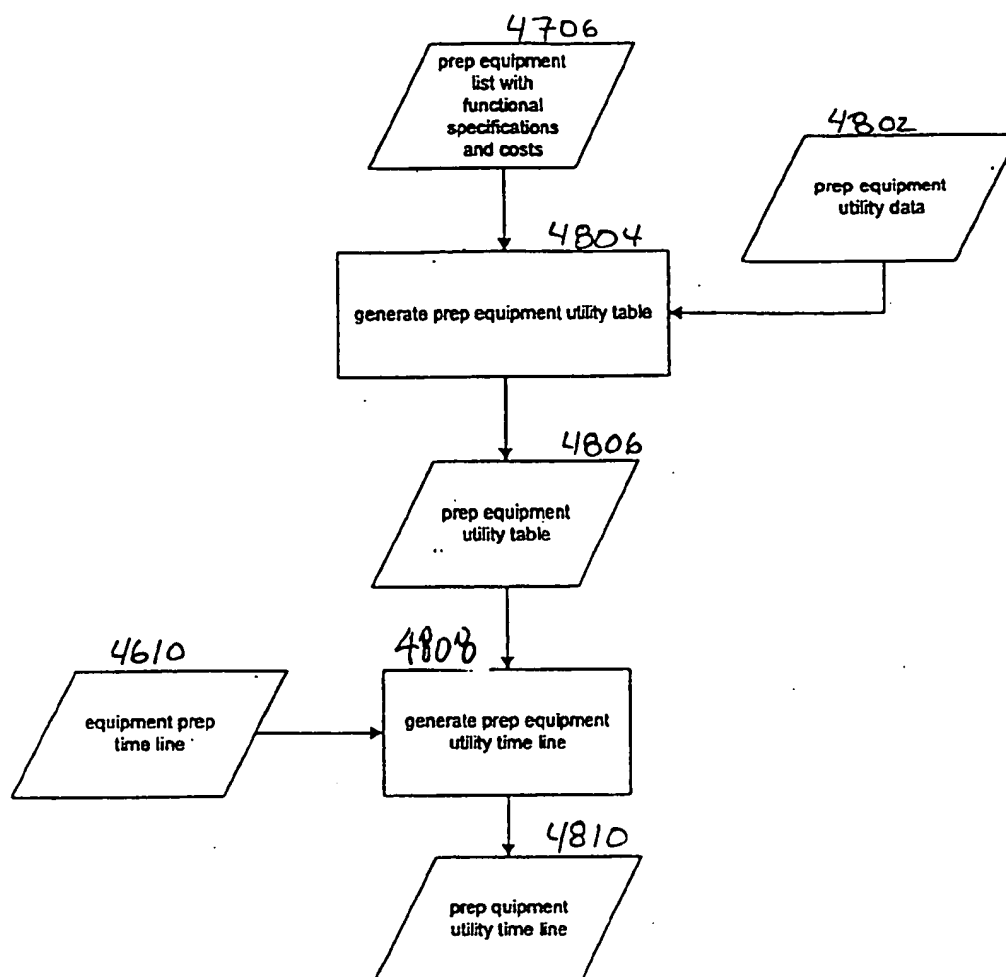 4706
prep equipment
list with
functional
specifications
and costs
4802
prep equipment
utility data
4804
generate prep equipment utility table
4806
prep equipment
utility table
4610
equipment prep
time line
4808
generate prep equipment
utility time line
4810
prep quipment
utility time line